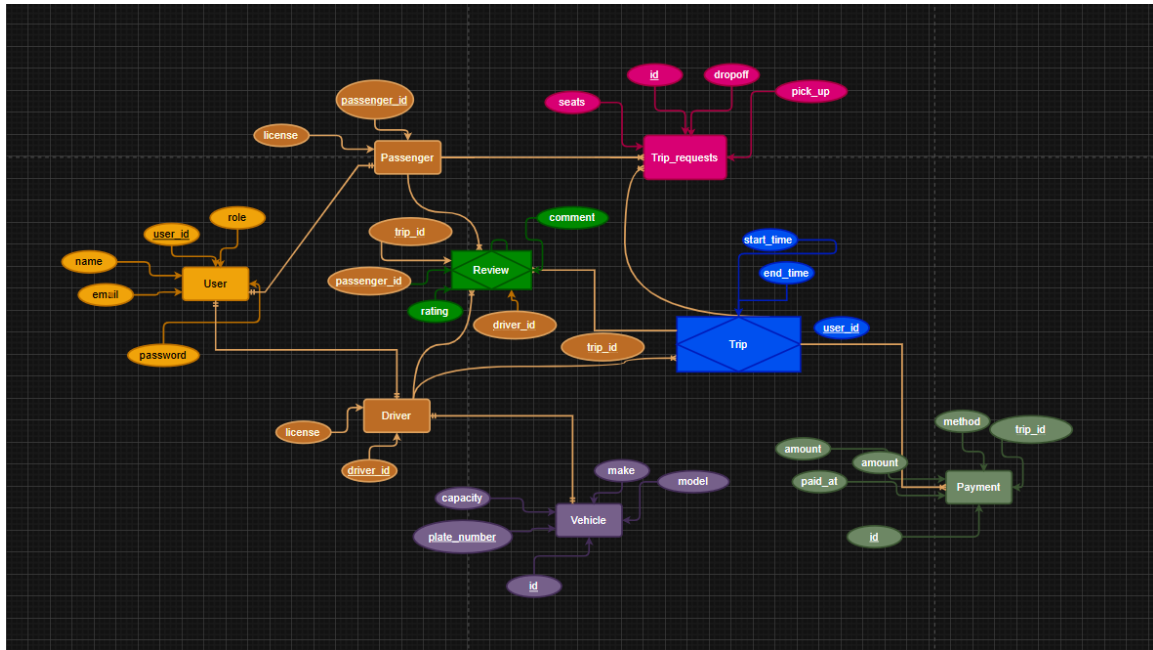 id
dropoff
pick_up
seats
passenger_id
license
Passenger
Trip_requests
role
comment
trip_id
user_id
start_time
name
Review
end_time
passenger_id
User
email
rating
driver_id
user_id
trip_id
Trip
password
Driver
license
method
trip_id
amount
amount
driver_id
make
model
paid_at
Payment
capacity
Vehicle
plate_number
id
id